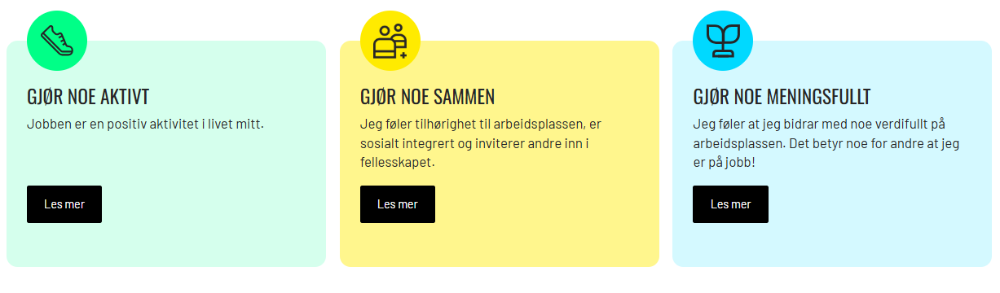 GJØR NOE AKTIVT
Jobben er en positiv aktivitet i livet mitt.
Les mer
GJØR NOE SAMMEN
Jeg føler tilhørighet til arbeidsplassen, er
sosialt integrert og inviterer andre inn i
fellesskapet.
Les mer
GJØR NOE MENINGSFULLT
Jeg føler at jeg bidrar med noe verdifullt på
arbeidsplassen. Det betyr noe for andre at jeg
er på jobb!
Les mer